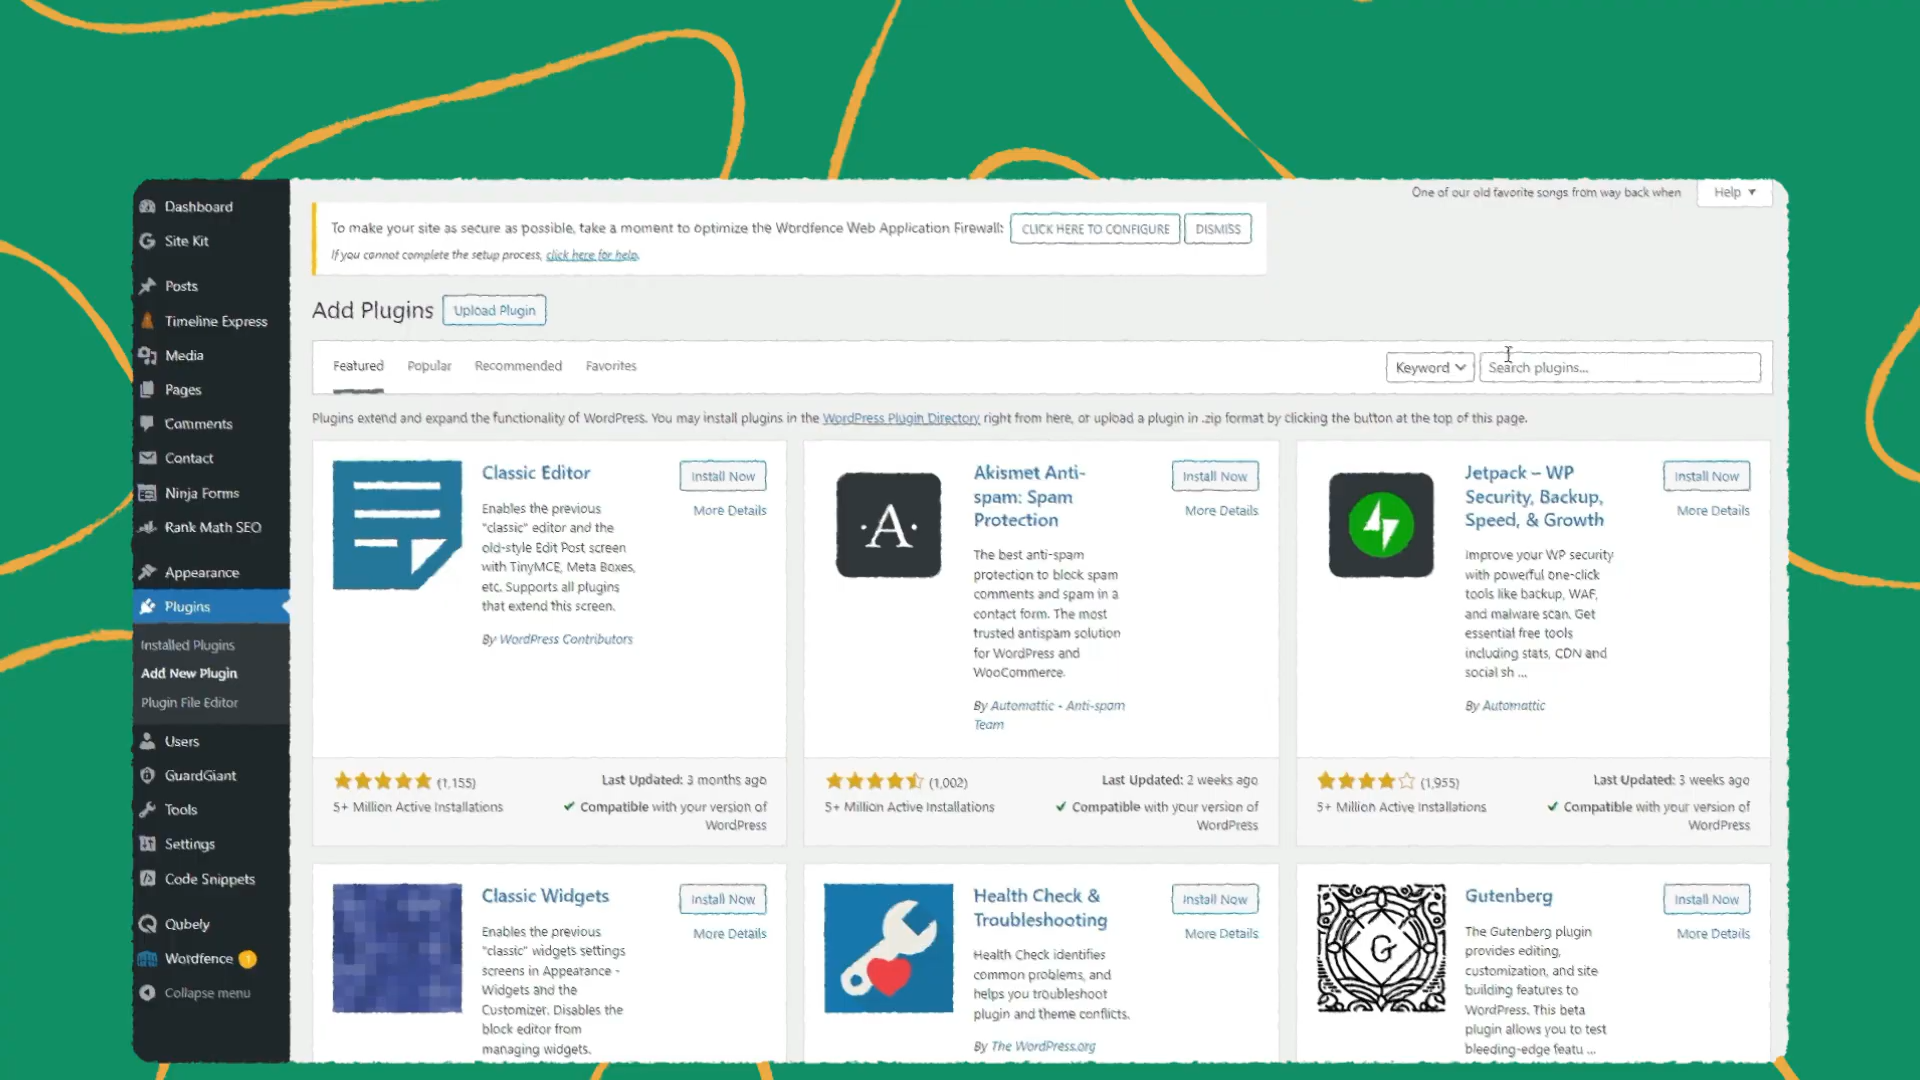 Dashboard
Site Kit
Posts
Timeline Express
Media
Pages
Comments
Contact
Ninja Forms
Rank Math SEO
Appearance
Plugins
Installed Plugins
Add New Plugin
Plugin File Editor
Users
GuardGiant
Tools
Settings
Code Snippets
Qubely
Wordfence 1
Collapse menu
One of our old favorite songs from way back when
Help
To make your site as secure as possible, take a moment to optimize the Wordfence Web Application Firewall: CLICK HERE TO CONFIGURE DISMISS
If you cannot complete the setup process, click here for help.
Add Plugins Upload Plugin
Featured Popular Recommended Favorites Keyword Search plugins...
Plugins extend and expand the functionality of WordPress. You may install plugins in the WordPress Plugin Directory right from here, or upload a plugin in .zip format by clicking the button at the top of this page.
Classic Editor
Install Now
More Details
Enables the previous
"classic" editor and the
old-style Edit Post screen
with TinyMCE, Meta Boxes,
etc. Supports all plugins
that extend this screen.
By WordPress Contributors
(1,155)
5+ Million Active Installations
Last Updated: 3 months ago
Compatible with your version of
WordPress
·A·
Akismet Anti-
spam: Spam
Protection
Install Now
More Details
The best anti-spam
protection to block spam
comments and spam in a
contact form. The most
trusted antispam solution
for WordPress and
WooCommerce.
By Automattic - Anti-spam
Team
(1,002)
5+ Million Active Installations
Last Updated: 2 weeks ago
Compatible with your version of
WordPress
Jetpack – WP
Security, Backup,
Speed, & Growth
Install Now
More Details
Improve your WP security
with powerful one-click
tools like backup, WAF,
and malware scan. Get
essential free tools
including stats, CDN and
social sh ...
By Automattic
(1,955)
5+ Million Active Installations
Last Updated: 3 weeks ago
Compatible with your version of
WordPress
Classic Widgets
Install Now
More Details
Enables the previous
"classic" widgets settings
screens in Appearance -
Widgets and the
Customizer. Disables the
block editor from
managing widgets.
Health Check &
Troubleshooting
Install Now
More Details
Health Check identifies
common problems, and
helps you troubleshoot
plugin and theme conflicts.
By The WordPress.org
G
Gutenberg
Install Now
More Details
The Gutenberg plugin
provides editing,
customization, and site
building features to
WordPress. This beta
plugin allows you to test
bleeding-edge featu ...